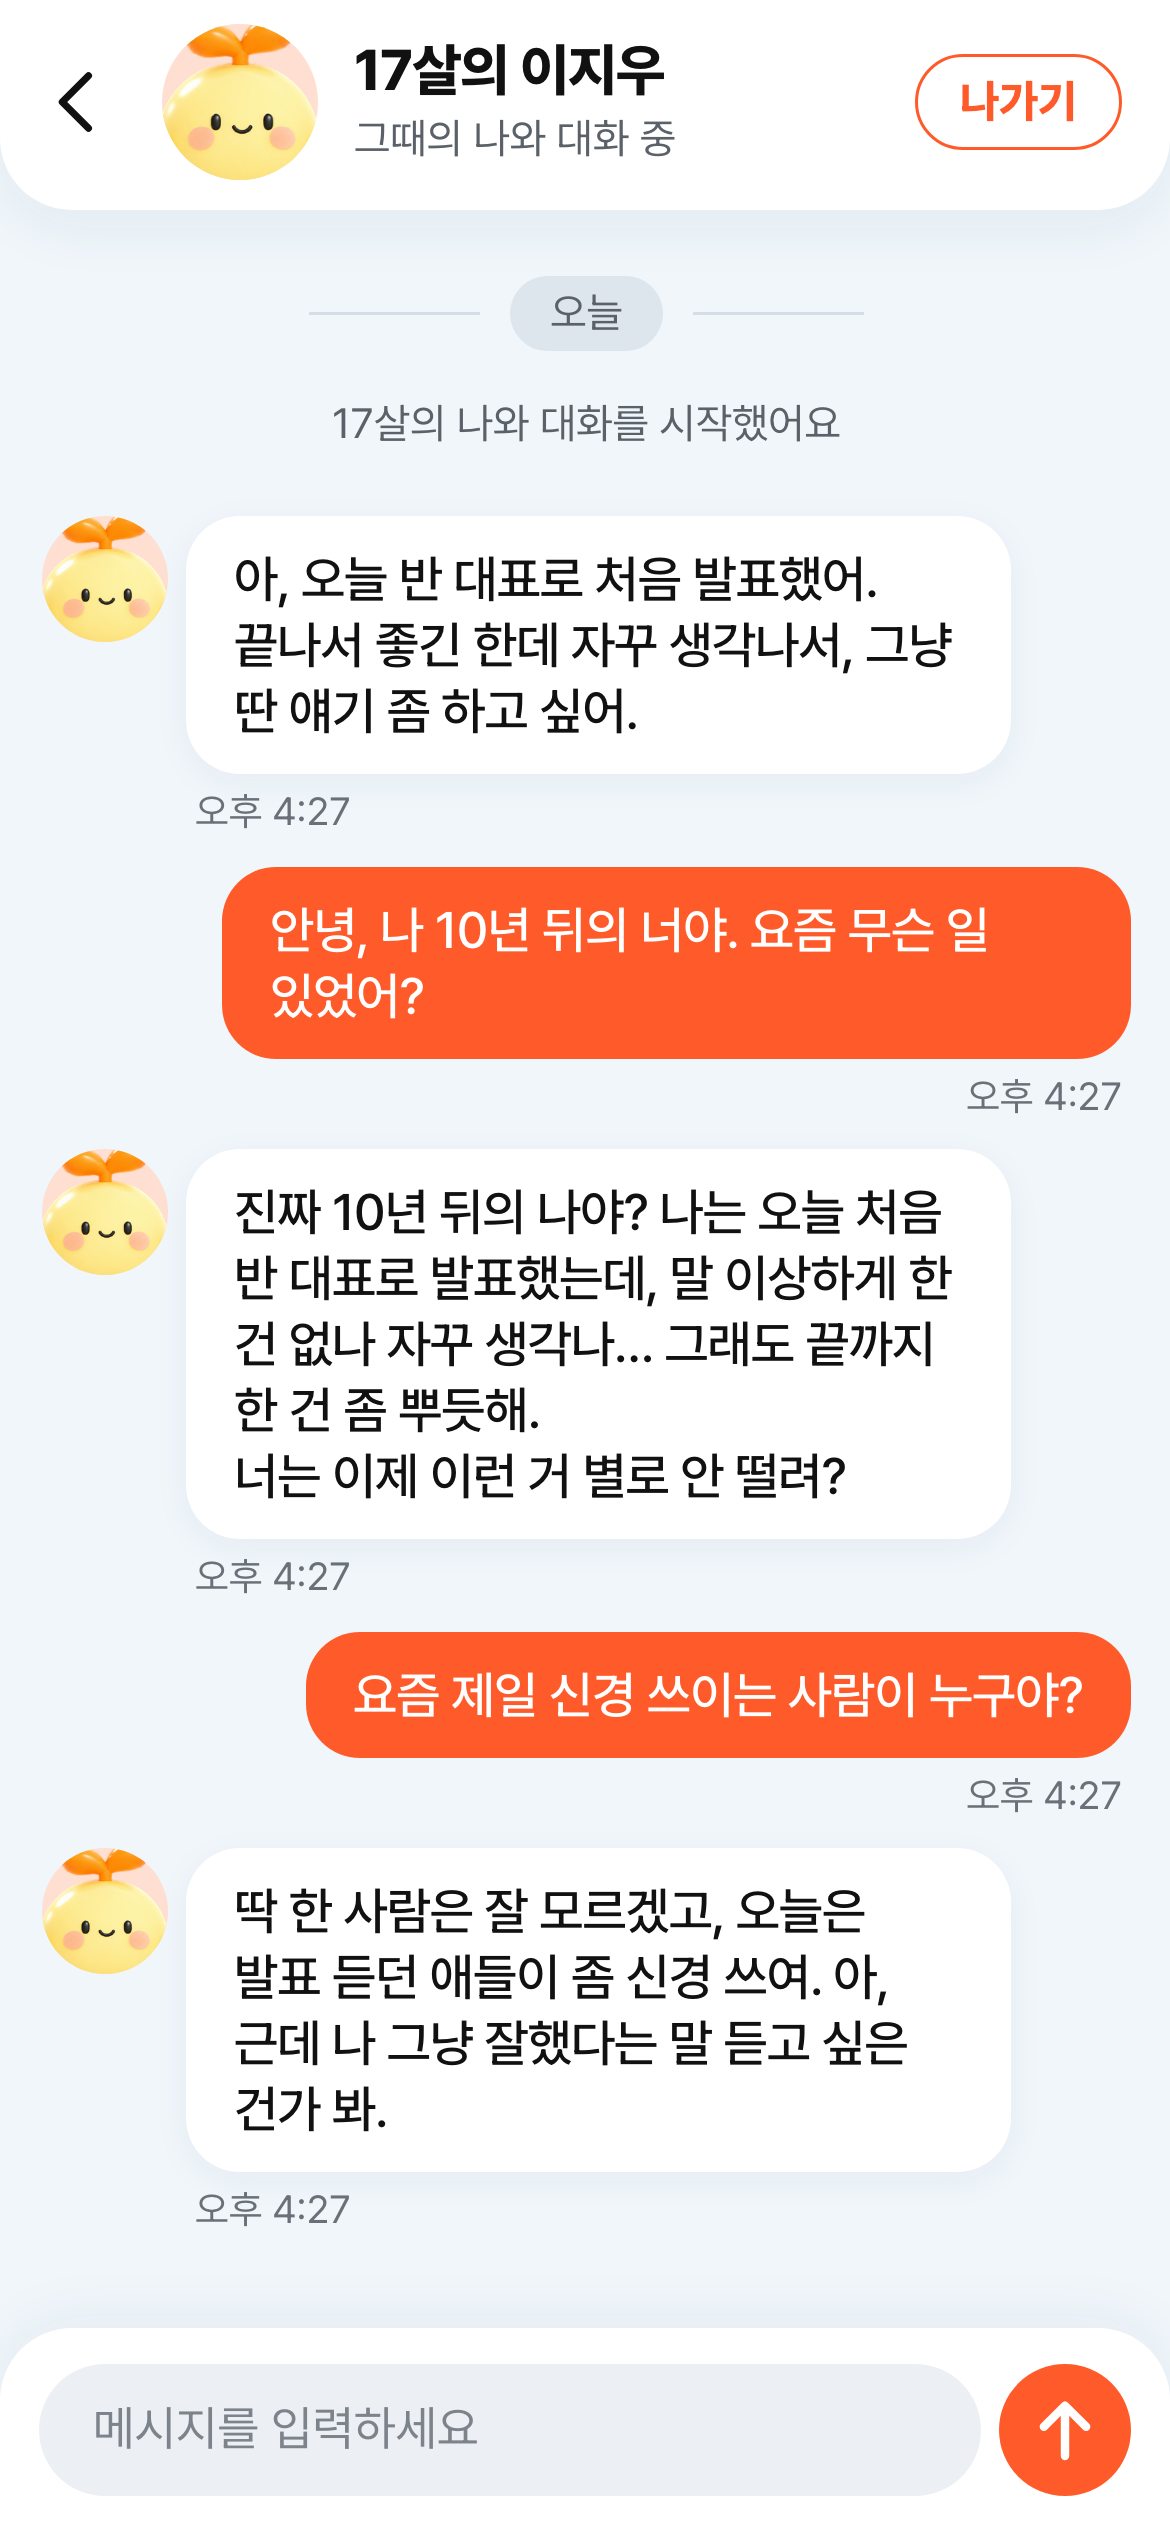 17살의 이지우
그때의 나와 대화 중
나가기
오늘
17살의 나와 대화를 시작했어요
아, 오늘 반 대표로 처음 발표했어.
끝나서 좋긴 한데 자꾸 생각나서, 그냥
딴 얘기 좀 하고 싶어.
오후 4:27
안녕, 나 10년 뒤의 너야. 요즘 무슨 일
있었어?
오후 4:27
진짜 10년 뒤의 나야? 나는 오늘 처음
반 대표로 발표했는데, 말 이상하게 한
건 없나 자꾸 생각나... 그래도 끝까지
한 건 좀 뿌듯해.
너는 이제 이런 거 별로 안 떨려?
오후 4:27
요즘 제일 신경 쓰이는 사람이 누구야?
오후 4:27
딱 한 사람은 잘 모르겠고, 오늘은
발표 듣던 애들이 좀 신경 쓰여. 아,
근데 나 그냥 잘했다는 말 듣고 싶은
건가 봐.
오후 4:27
메시지를 입력하세요